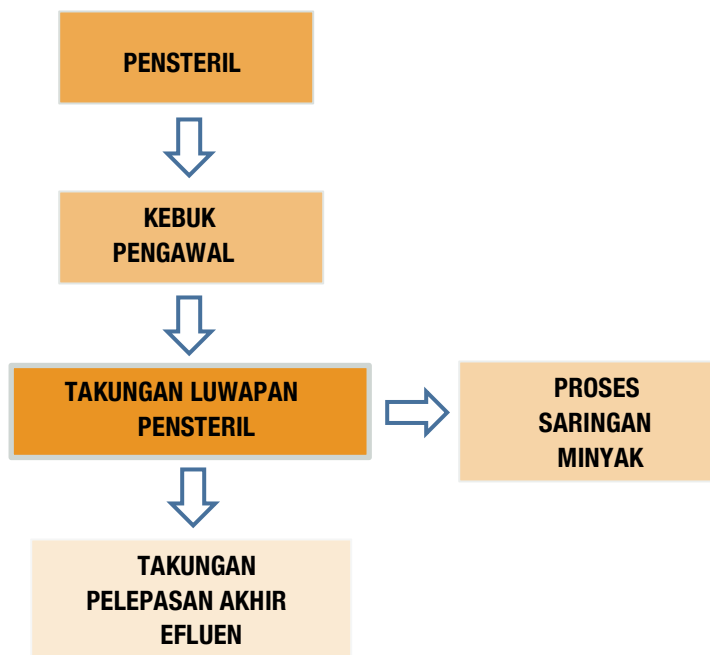 PENSTERIL
KEBUK
PENGAWAL
TAKUNGAN LUWAPAN
PENSTERIL
PROSES
SARINGAN
MINYAK
TAKUNGAN
PELEPASAN AKHIR
EFLUEN